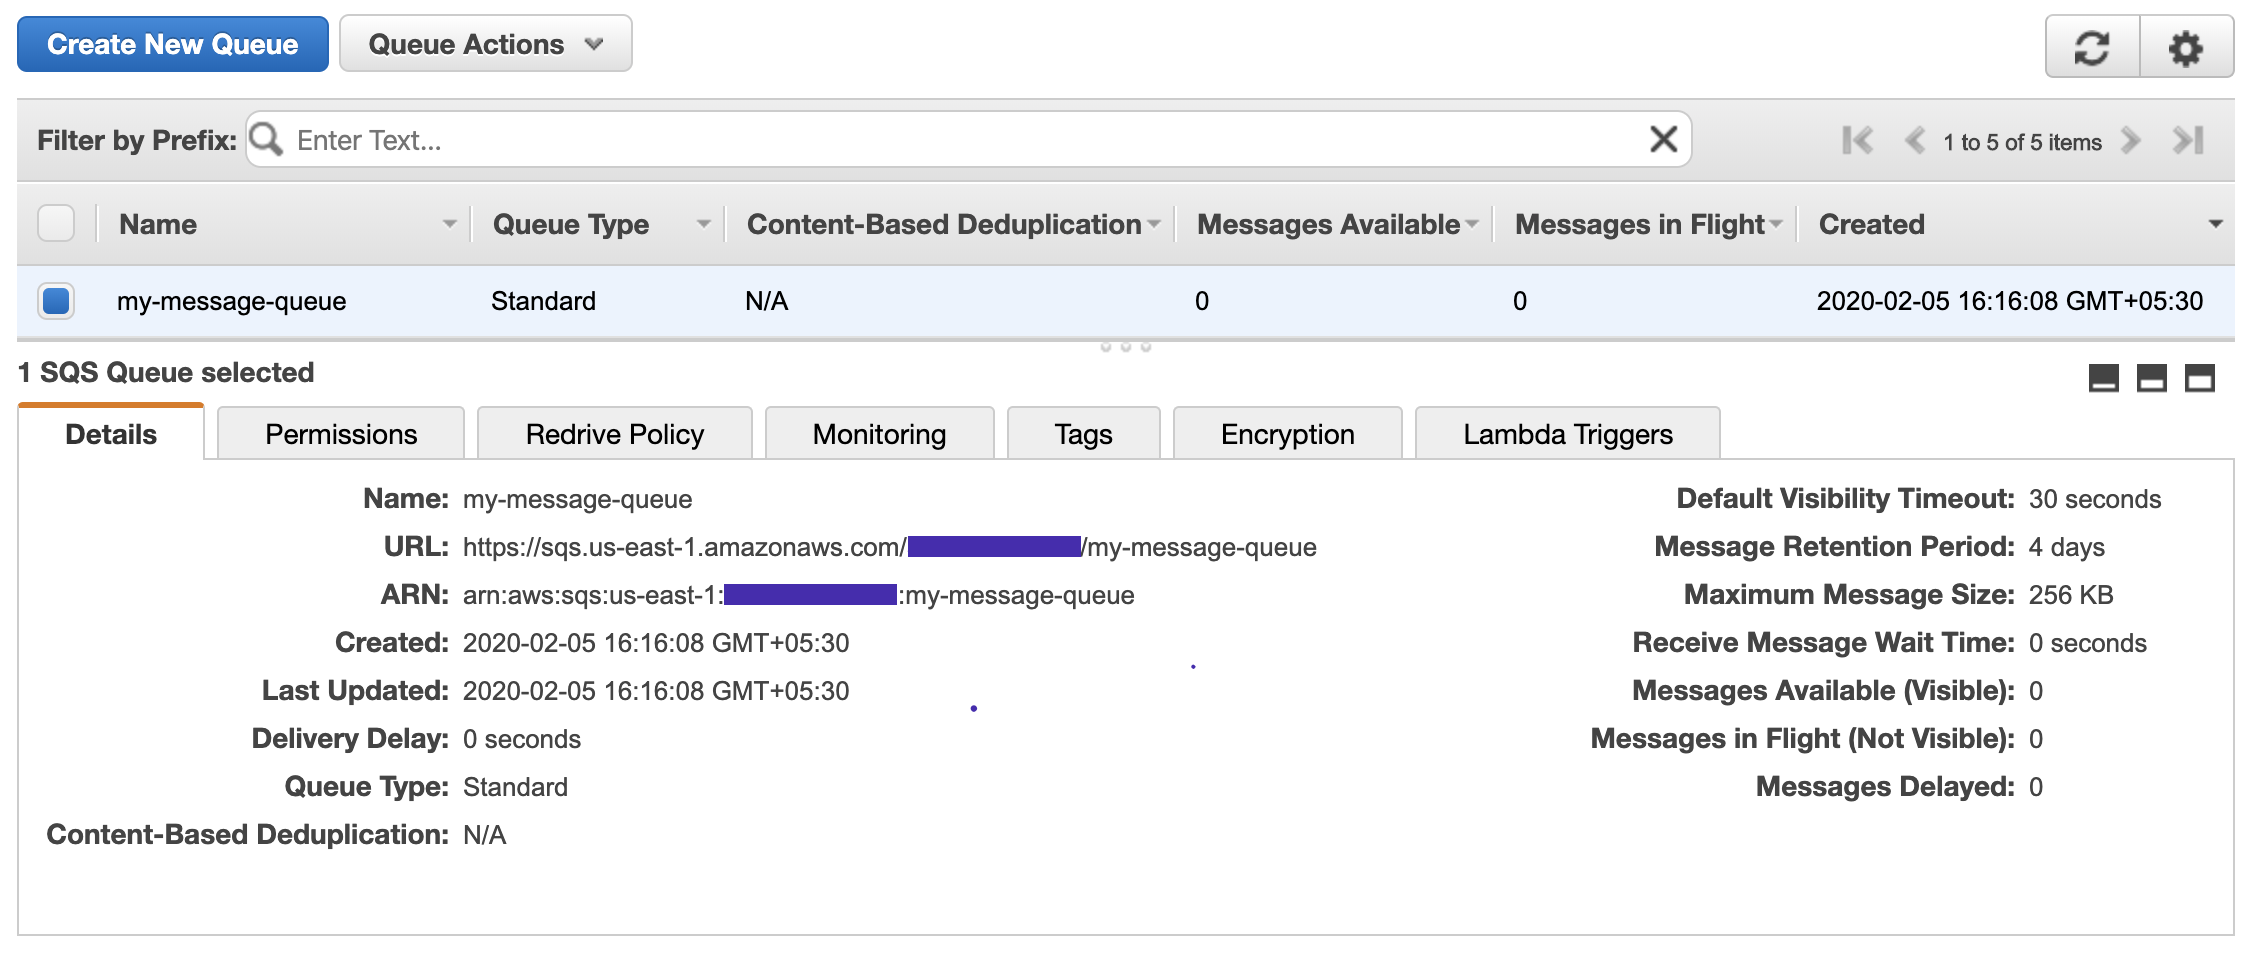 Create New Queue Queue Actions
Filter by Prefix: Enter Text... 1 to 5 of 5 items
Name Queue Type Content-Based Deduplication Messages Available Messages in Flight Created
my-message-queue Standard N/A 0 0 2020-02-05 16:16:08 GMT+05:30
1 SQS Queue selected
Details Permissions Redrive Policy Monitoring Tags Encryption Lambda Triggers
Name: my-message-queue
URL: https://sqs.us-east-1.amazonaws.com/ /my-message-queue
ARN: arn:aws:sqs:us-east-1: :my-message-queue
Created: 2020-02-05 16:16:08 GMT+05:30
Last Updated: 2020-02-05 16:16:08 GMT+05:30
Delivery Delay: 0 seconds
Queue Type: Standard
Content-Based Deduplication: N/A
Default Visibility Timeout: 30 seconds
Message Retention Period: 4 days
Maximum Message Size: 256 KB
Receive Message Wait Time: 0 seconds
Messages Available (Visible): 0
Messages in Flight (Not Visible): 0
Messages Delayed: 0